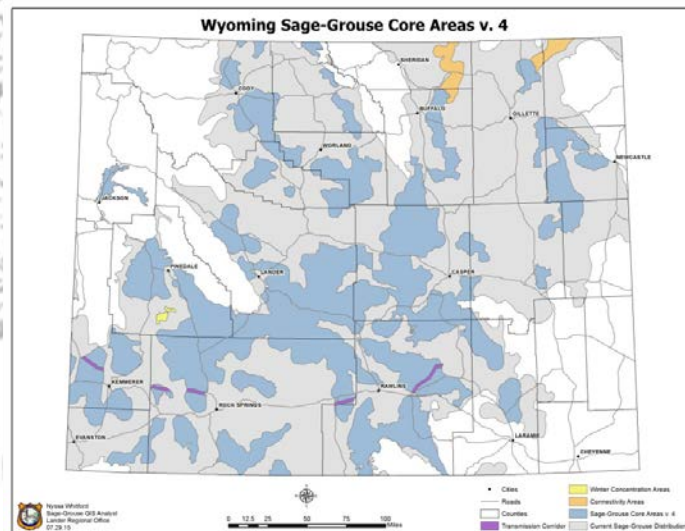 Wyoming Sage-Grouse Core Areas v. 4
SHERIDAN
CODY
BUFFALO
GILLETTE
WORLAND
NEWCASTLE
JACKSON
PINEDALE
LANDER
CASPER
KEMMERER
RAWLINS
ROCK SPRINGS
EVANSTON
LARAMIE
CHEYENNE
Nyssa Whitford
Sage-Grouse GIS Analyst
Lander Regional Office
07.29.15
0 12.5 25 50 75 100
Miles
Cities
Roads
Counties
Transmission Corridor
Winter Concentration Areas
Connectivity Areas
Sage-Grouse Core Areas v. 4
Current Sage-Grouse Distribution